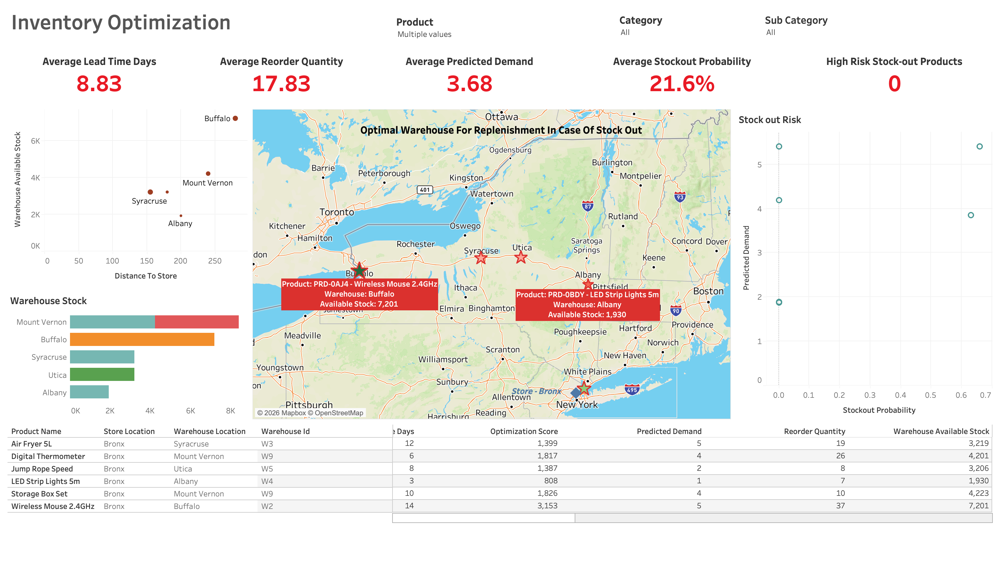 Inventory Optimization
Product
Multiple values
Category
All
Sub Category
All
Average Lead Time Days
8.83
Average Reorder Quantity
17.83
Average Predicted Demand
3.68
Average Stockout Probability
21.6%
High Risk Stock-out Products
0
Warehouse Available Stock
6K
4K
2K
0K
Buffalo
Mount Vernon
Syracruse
Albany
0 50 100 150 200 250
Distance To Store
Warehouse Stock
Mount Vernon
Buffalo
Syracruse
Utica
Albany
0K 2K 4K 6K 8K
Optimal Warehouse For Replenishment In Case Of Stock Out
Ottawa
Ogdensburg
Barrie
Peterborough
Kingston
Burlington
Montpelier
401
Watertown
87
93
Toronto
Rutland
Kitchener
Oswego
Hamilton
Rochester
Saratoga
Springs
Concord
Dover
don
Syracuse
Utica
Keene
Albany
Pittsfield
Product: PRD-0AJ4 - Wireless Mouse 2.4GHz
Warehouse: Buffalo
Available Stock: 7,201
Ithaca
Boston
Product: PRD-0BDY - LED Strip Lights 5m
Warehouse: Albany
Available Stock: 1,930
Jamestown
Elmira
Binghamton
90
Providence
Meadville
Poughkeepsie
Hartford
Norwich
Scranton
New Haven
Williamsport
Youngstown
White Plains
Sunbury
on
Store - Bronx
495
Allentown
New York
Pittsburgh
Reading
Harrisburg
© 2026 Mapbox © OpenStreetMap
Stock out Risk
Predicted Demand
5
4
3
2
1
0
0.0 0.1 0.2 0.3 0.4 0.5 0.6 0.7
Stockout Probability
Product Name Store Location Warehouse Location Warehouse Id e Days Optimization Score Predicted Demand Reorder Quantity Warehouse Available Stock
Air Fryer 5L Bronx Syracruse W3 12 1,399 5 19 3,219
Digital Thermometer Bronx Mount Vernon W9 6 1,817 4 26 4,201
Jump Rope Speed Bronx Utica W5 8 1,387 2 8 3,206
LED Strip Lights 5m Bronx Albany W4 3 808 1 7 1,930
Storage Box Set Bronx Mount Vernon W9 10 1,826 4 10 4,223
Wireless Mouse 2.4GHz Bronx Buffalo W2 14 3,153 5 37 7,201